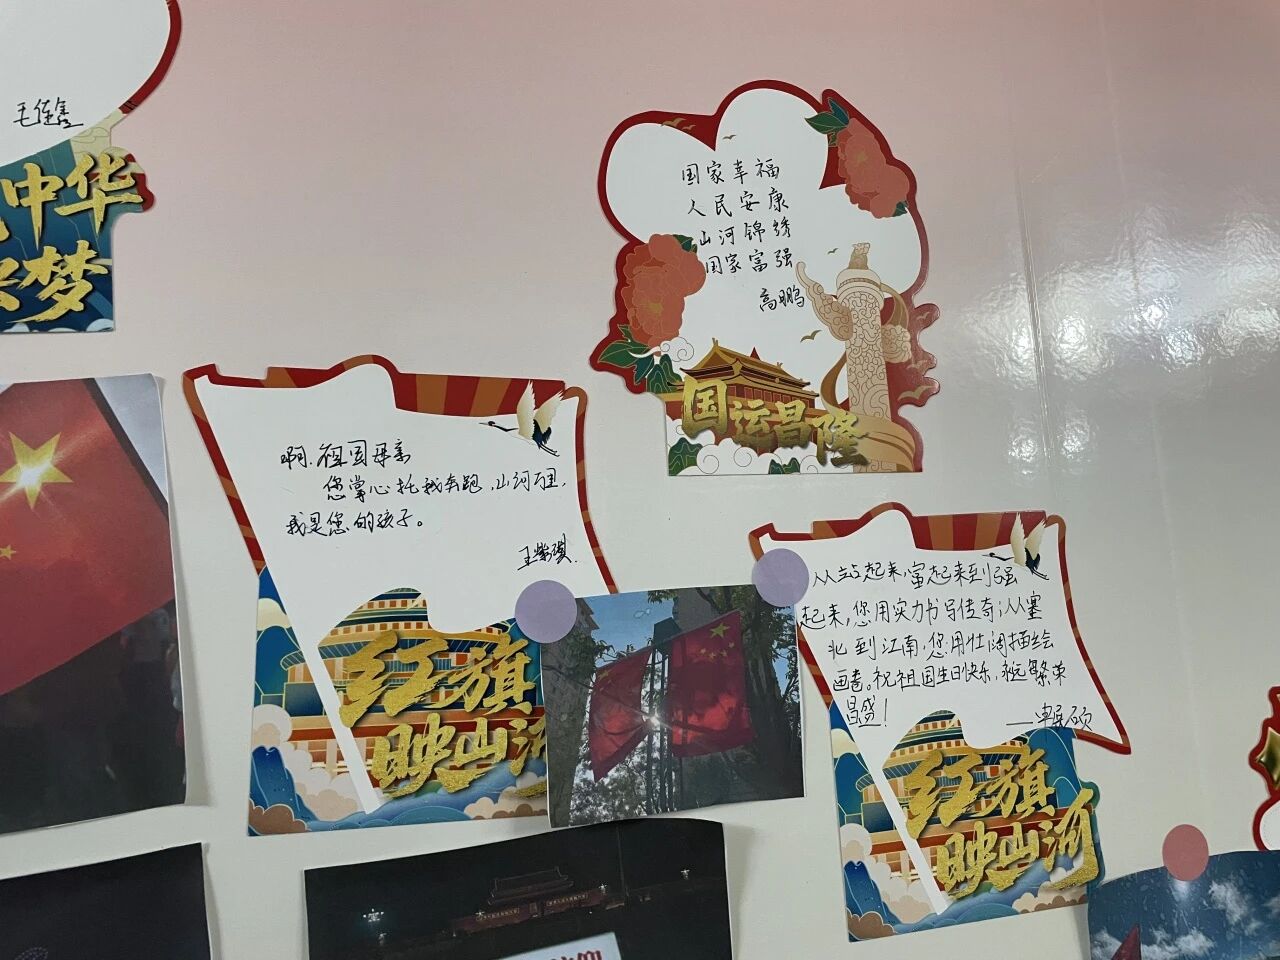 中华
梦
国家幸福
人民安康
山河锦绣
国家富强
高鹏
国运昌隆
啊，祖国母亲
您掌心托我奔跑，山河万里，
我是您的孩子。
王紫琪
红旗
映山河
从站起来，富起来到强
起来，您用实力书写传奇；从塞
北到江南，您用壮阔描绘
画卷。祝祖国生日快乐，永远繁荣
昌盛！
红旗
映山河